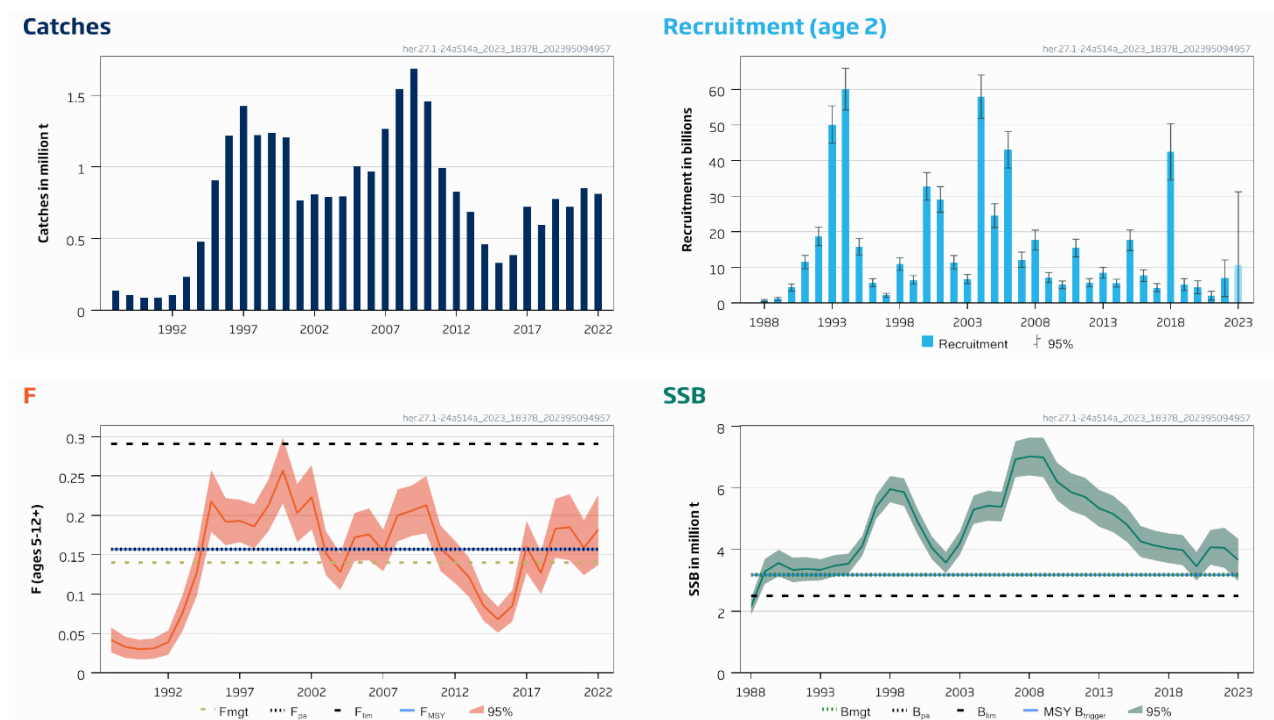 Catches
her.27.1-24a514a_2023_18378_202395094957
Catches in million t
1.5
1
0.5
0
1992 1997 2002 2007 2012 2017 2022
Recruitment (age 2)
her.27.1-24a514a_2023_18378_202395094957
Recruitment in billions
60
50
40
30
20
10
0
1988 1993 1998 2003 2008 2013 2018 2023
Recruitment 95%
F
her.27.1-24a514a_2023_18378_202395094957
F (ages 5-12+)
0.3
0.25
0.2
0.15
0.1
0.05
0
1992 1997 2002 2007 2012 2017 2022
Fmgt Fpa Flim FMSY 95%
SSB
her.27.1-24a514a_2023_18378_202395094957
SSB in million t
8
6
4
2
0
1988 1993 1998 2003 2008 2013 2018 2023
Bmgt Bpa Blim MSY Btrigger 95%